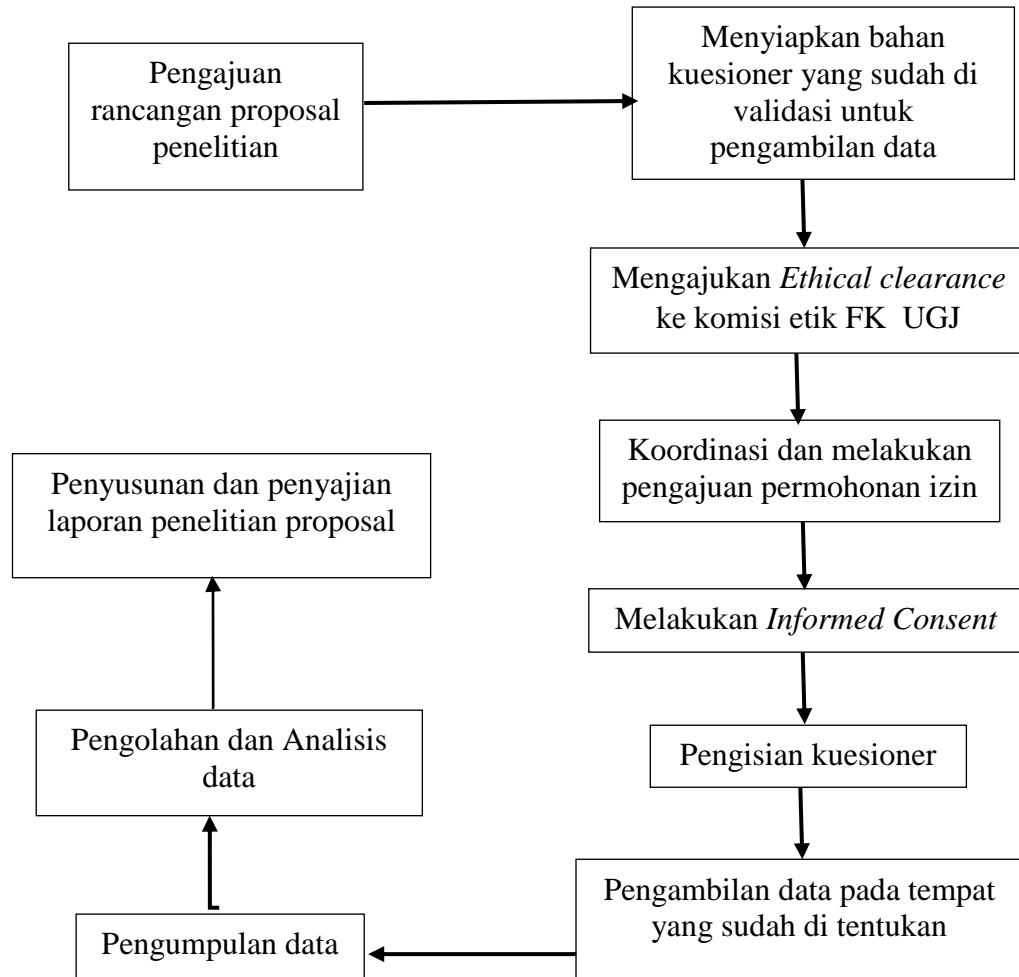 Pengajuan
rancangan proposal
penelitian
Menyiapkan bahan
kuesioner yang sudah di
validasi untuk
pengambilan data
Mengajukan Ethical clearance
ke komisi etik FK  UGJ
Koordinasi dan melakukan
pengajuan permohonan izin
Melakukan Informed Consent
Pengisian kuesioner
Pengambilan data pada tempat
yang sudah di tentukan
Pengumpulan data
Pengolahan dan Analisis
data
Penyusunan dan penyajian
laporan penelitian proposal